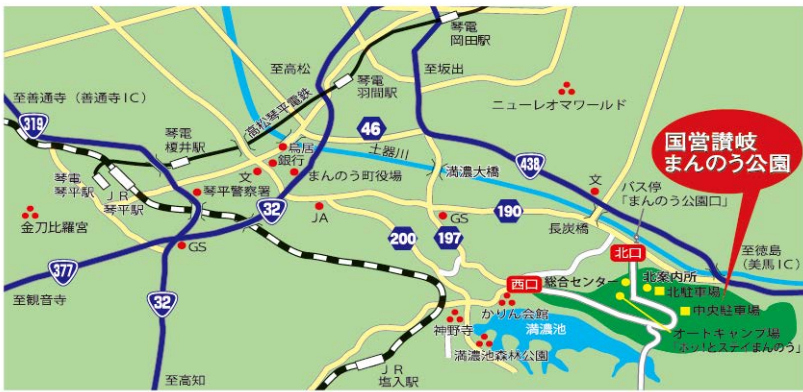 琴電
岡田駅
至高松
琴電
羽間駅
至坂出
至善通寺（善通寺IC）
319
高松琴平電鉄
ニューレオマワールド
46
国営讃岐
まんのう公園
琴電
榎井駅
鳥居
銀行
土器川
満濃大橋
438
文
文
まんのう町役場
バス停
「まんのう公園口」
琴電
琴平駅
JR
琴平駅
琴平警察署
32
JA
GS
190
長炭橋
金刀比羅宮
GS
200
197
北口
至徳島
（美馬IC）
377
西口
総合センター
北案内所
北駐車場
至観音寺
32
かりん会館
中央駐車場
神野寺
満濃池
オートキャンプ場
「ホッ!とステイまんのう」
満濃池森林公園
JR
塩入駅
至高知